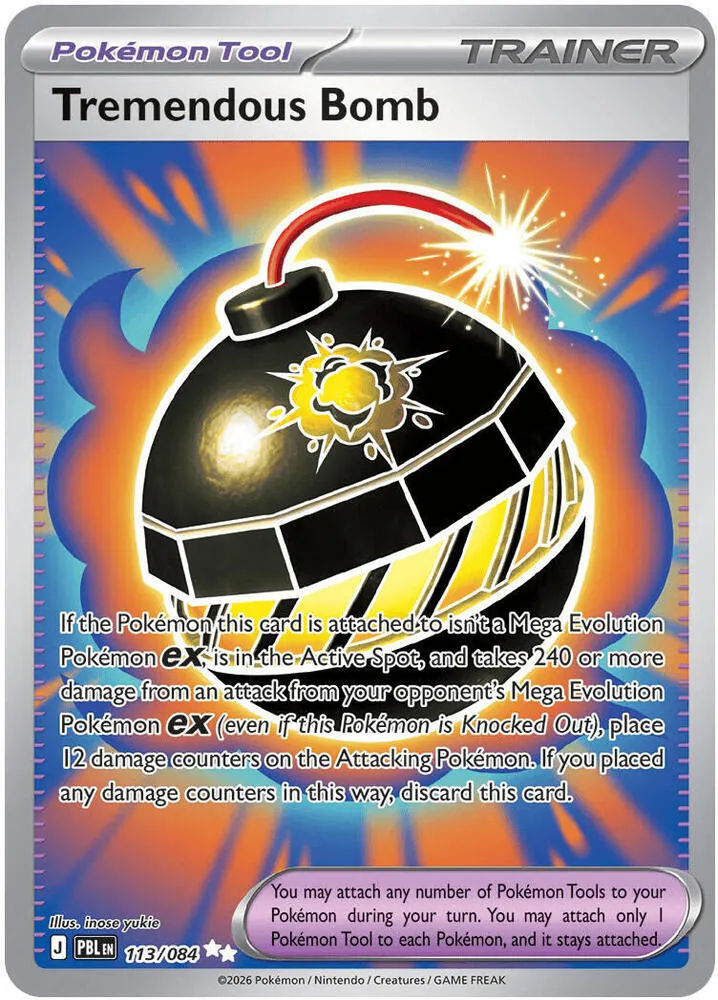 Pokémon Tool
TRAINER
Tremendous Bomb
If the Pokémon this card is attached to isn't a Mega Evolution
Pokémon ex, is in the Active Spot, and takes 240 or more
damage from an attack from your opponent's Mega Evolution
Pokémon ex (even if this Pokémon is Knocked Out), place
12 damage counters on the Attacking Pokémon. If you placed
any damage counters in this way, discard this card.
You may attach any number of Pokémon Tools to your
Pokémon during your turn. You may attach only 1
Pokémon Tool to each Pokémon, and it stays attached.
Illus. inose yukie
J PBL EN 113/084
©2026 Pokémon / Nintendo / Creatures / GAME FREAK